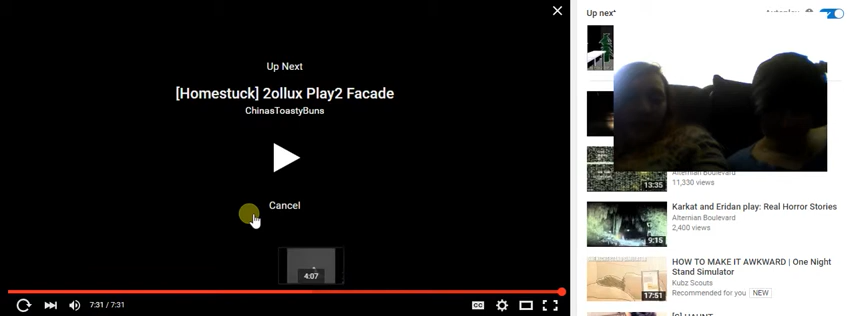 Up Next
[Homestuck] 2ollux Play2 Facade
ChinasToastyBuns
Cancel
4:07
7:31 / 7:31
CC
Up next
Autoplay
Alternian Boulevard
11,330 views
13:35
Karkat and Eridan play: Real Horror Stories
Alternian Boulevard
2,400 views
9:15
HOW TO MAKE IT AWKWARD | One Night
Stand Simulator
Kubz Scouts
Recommended for you NEW
17:51